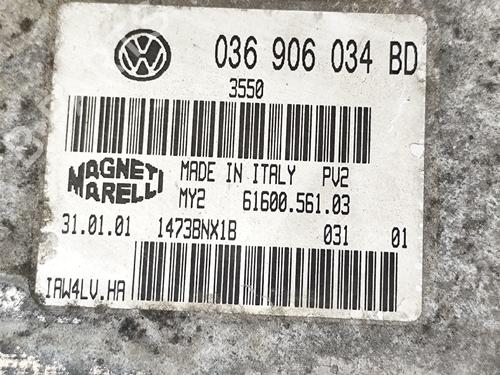 036 906 034 BD
3550
MAGNETI MARELLI
MADE IN ITALY PV2
MY2 61600.561.03
31.01.01 1473BNX1B 031 01
IAW4LV.HA